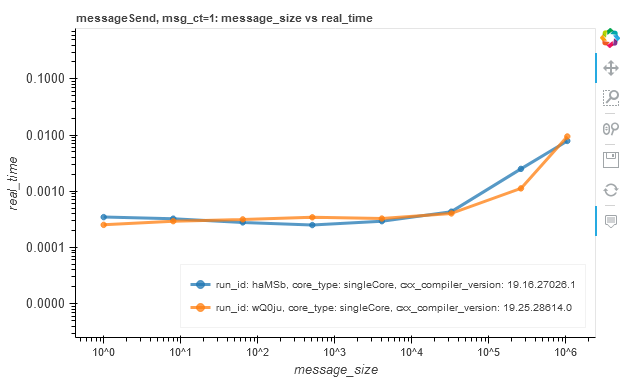 messageSend, msg_ct=1: message_size vs real_time
0.1000
0.0100
0.0010
0.0001
0.0000
real_time
run_id: haMSb, core_type: singleCore, cxx_compiler_version: 19.16.27026.1
run_id: wQ0ju, core_type: singleCore, cxx_compiler_version: 19.25.28614.0
10^0 10^1 10^2 10^3 10^4 10^5 10^6
message_size